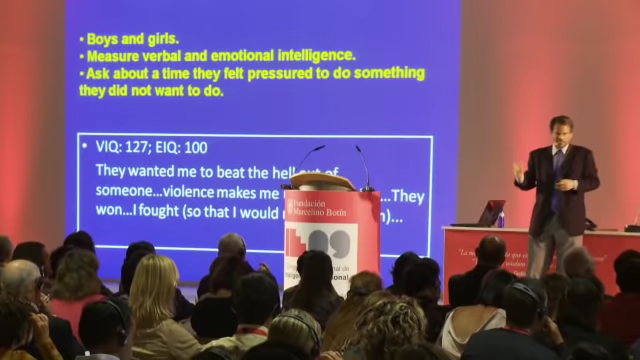 • Boys and girls.
• Measure verbal and emotional intelligence.
• Ask about a time they felt pressured to do something
they did not want to do.
• VIQ: 127; EIQ: 100
They wanted me to beat the hell out of
someone...violence makes me ...They
won...I fought (so that I would )...
Fundación
Marcelino Botín